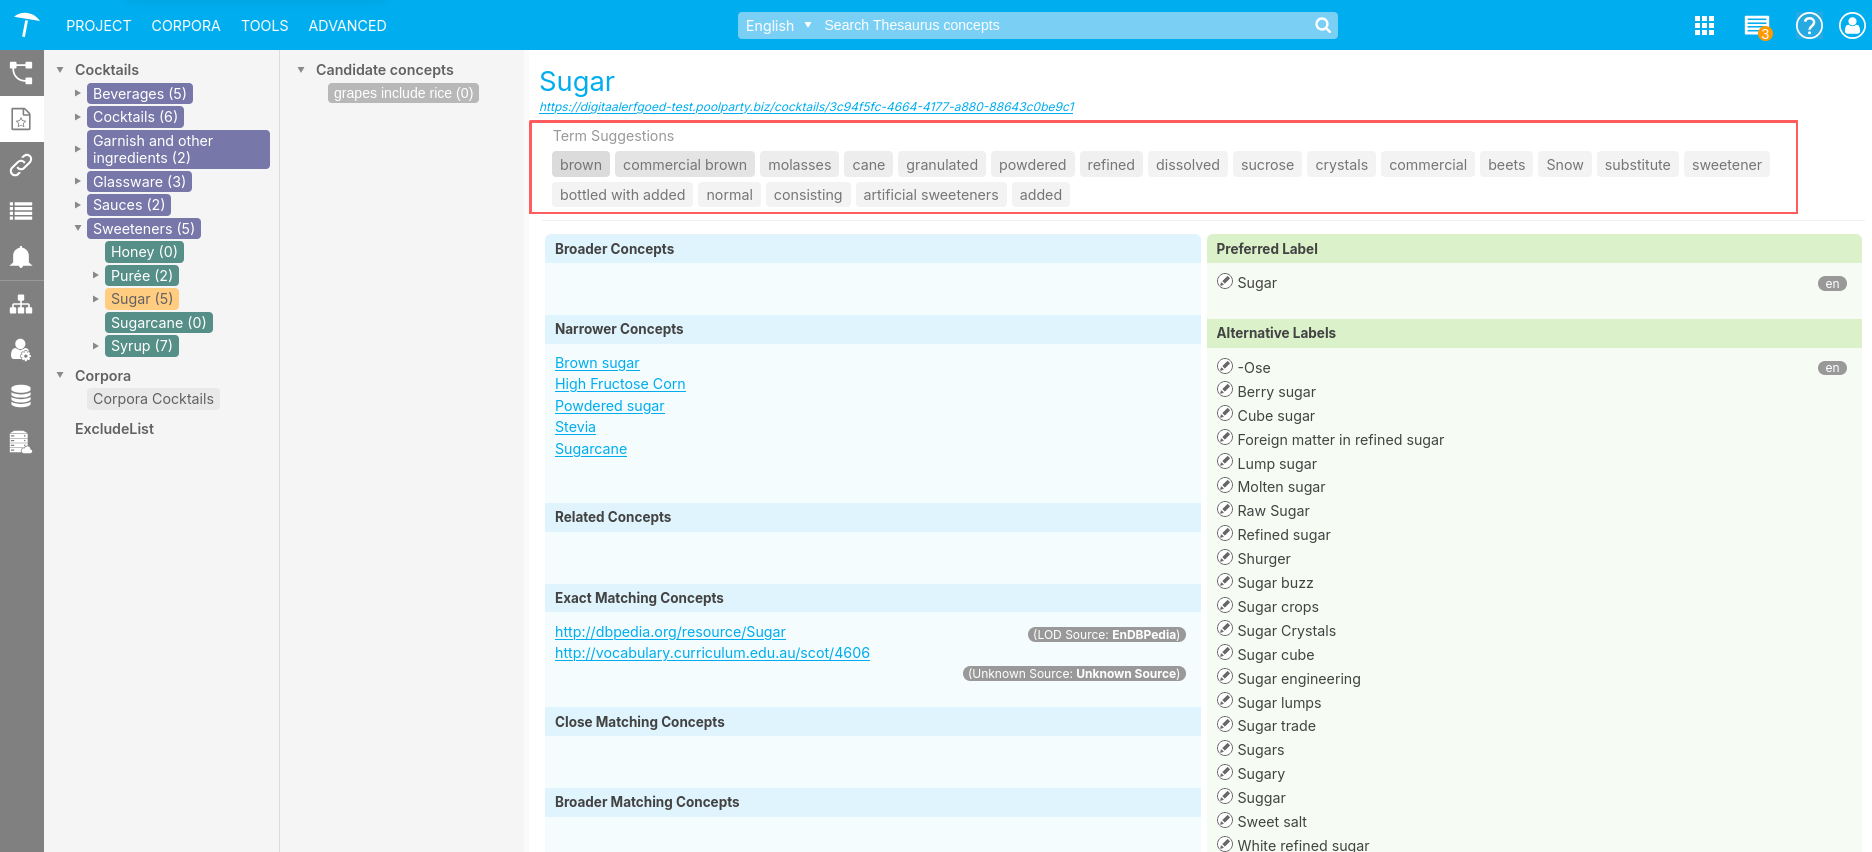 PROJECT CORPORA TOOLS ADVANCED
English Search Thesaurus concepts
3
Cocktails
Beverages (5)
Cocktails (6)
Garnish and other
ingredients (2)
Glassware (3)
Sauces (2)
Sweeteners (5)
Honey (0)
Purée (2)
Sugar (5)
Sugarcane (0)
Syrup (7)
Corpora
Corpora Cocktails
ExcludeList
Candidate concepts
grapes include rice (0)
Sugar
https://digitaalerfgoed-test.poolparty.biz/cocktails/3c94f5fc-4664-4177-a880-88643c0be9c1
Term Suggestions
brown commercial brown molasses cane granulated powdered refined dissolved sucrose crystals commercial beets Snow substitute sweetener
bottled with added normal consisting artificial sweeteners added
Broader Concepts
Narrower Concepts
Brown sugar
High Fructose Corn
Powdered sugar
Stevia
Sugarcane
Related Concepts
Exact Matching Concepts
http://dbpedia.org/resource/Sugar (LOD Source: EnDBPedia)
http://vocabulary.curriculum.edu.au/scot/4606
(Unknown Source: Unknown Source)
Close Matching Concepts
Broader Matching Concepts
Preferred Label
Sugar en
Alternative Labels
-Ose en
Berry sugar
Cube sugar
Foreign matter in refined sugar
Lump sugar
Molten sugar
Raw Sugar
Refined sugar
Shurger
Sugar buzz
Sugar crops
Sugar Crystals
Sugar cube
Sugar engineering
Sugar lumps
Sugar trade
Sugars
Sugary
Suggar
Sweet salt
White refined sugar